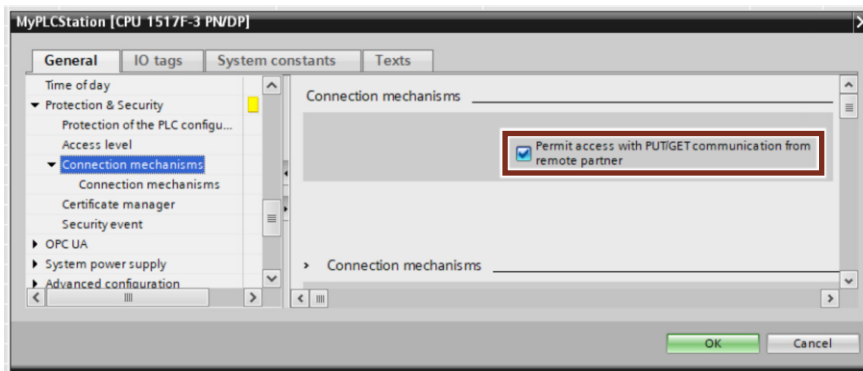 MyPLCStation [CPU 1517F-3 PN/DP]
General
IO tags
System constants
Texts
Time of day
Protection & Security
Protection of the PLC configu...
Access level
Connection mechanisms
Connection mechanisms
Certificate manager
Security event
OPC UA
System power supply
Advanced configuration
Connection mechanisms
Permit access with PUT/GET communication from
remote partner
Connection mechanisms
OK
Cancel